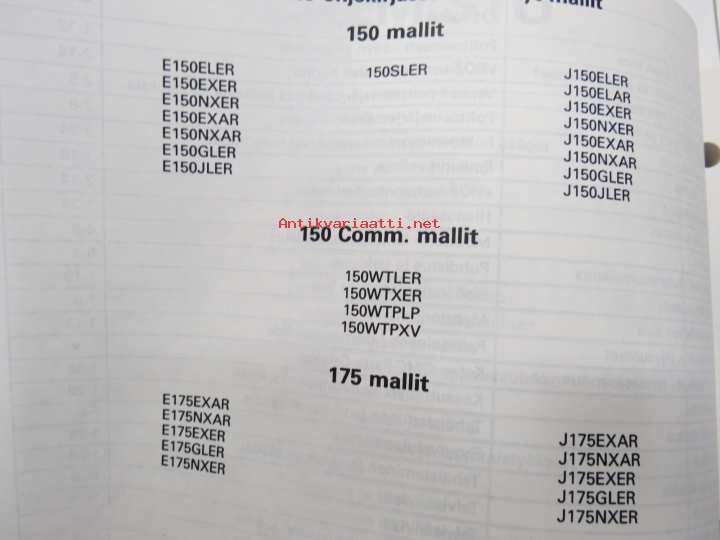 mallit
150 mallit
E150ELER
E150EXER
E150NXER
E150EXAR
E150NXAR
E150GLER
E150JLER
150SLER
J150ELER
J150ELAR
J150EXER
J150NXER
J150EXAR
J150NXAR
J150GLER
J150JLER
Antikvariaatti.net
150 Comm. mallit
150WTLER
150WTXER
150WTPLP
150WTPXV
175 mallit
E175EXAR
E175NXAR
E175EXER
E175GLER
E175NXER
J175EXAR
J175NXAR
J175EXER
J175GLER
J175NXER